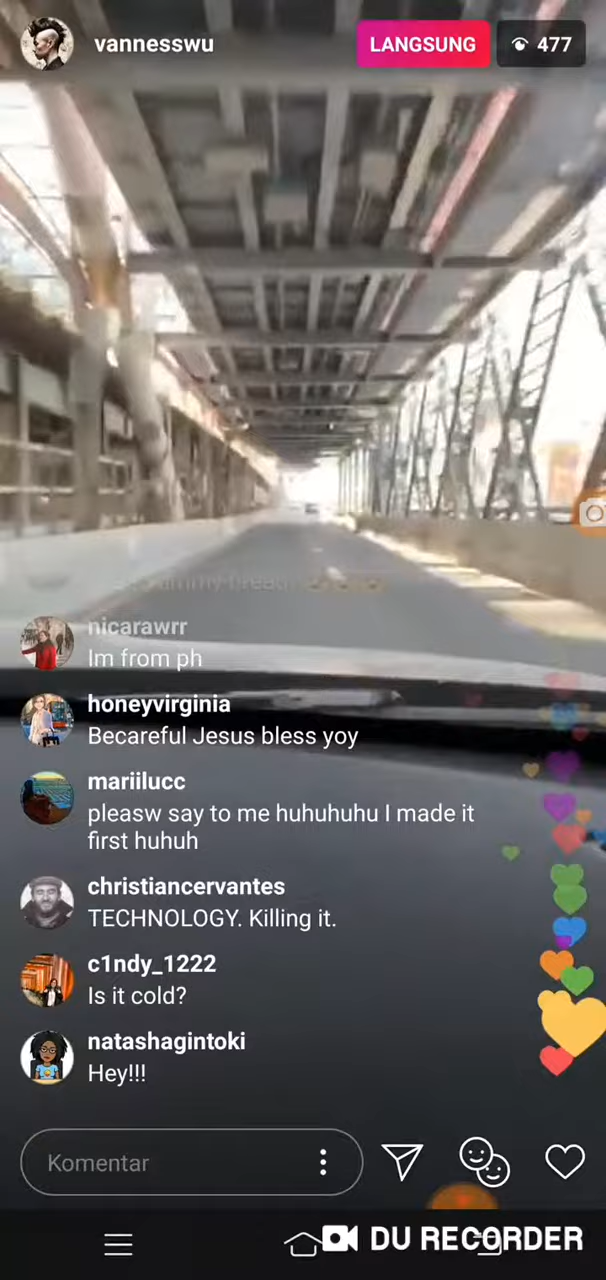 vannesswu
LANGSUNG
477
nicarawrr
Im from ph
honeyvirginia
Becareful Jesus bless yoy
mariilucc
pleasw say to me huhuhuhu I made it
first huhuh
christiancervantes
TECHNOLOGY. Killing it.
c1ndy_1222
Is it cold?
natashagintoki
Hey!!!
Komentar
DU RECORDER